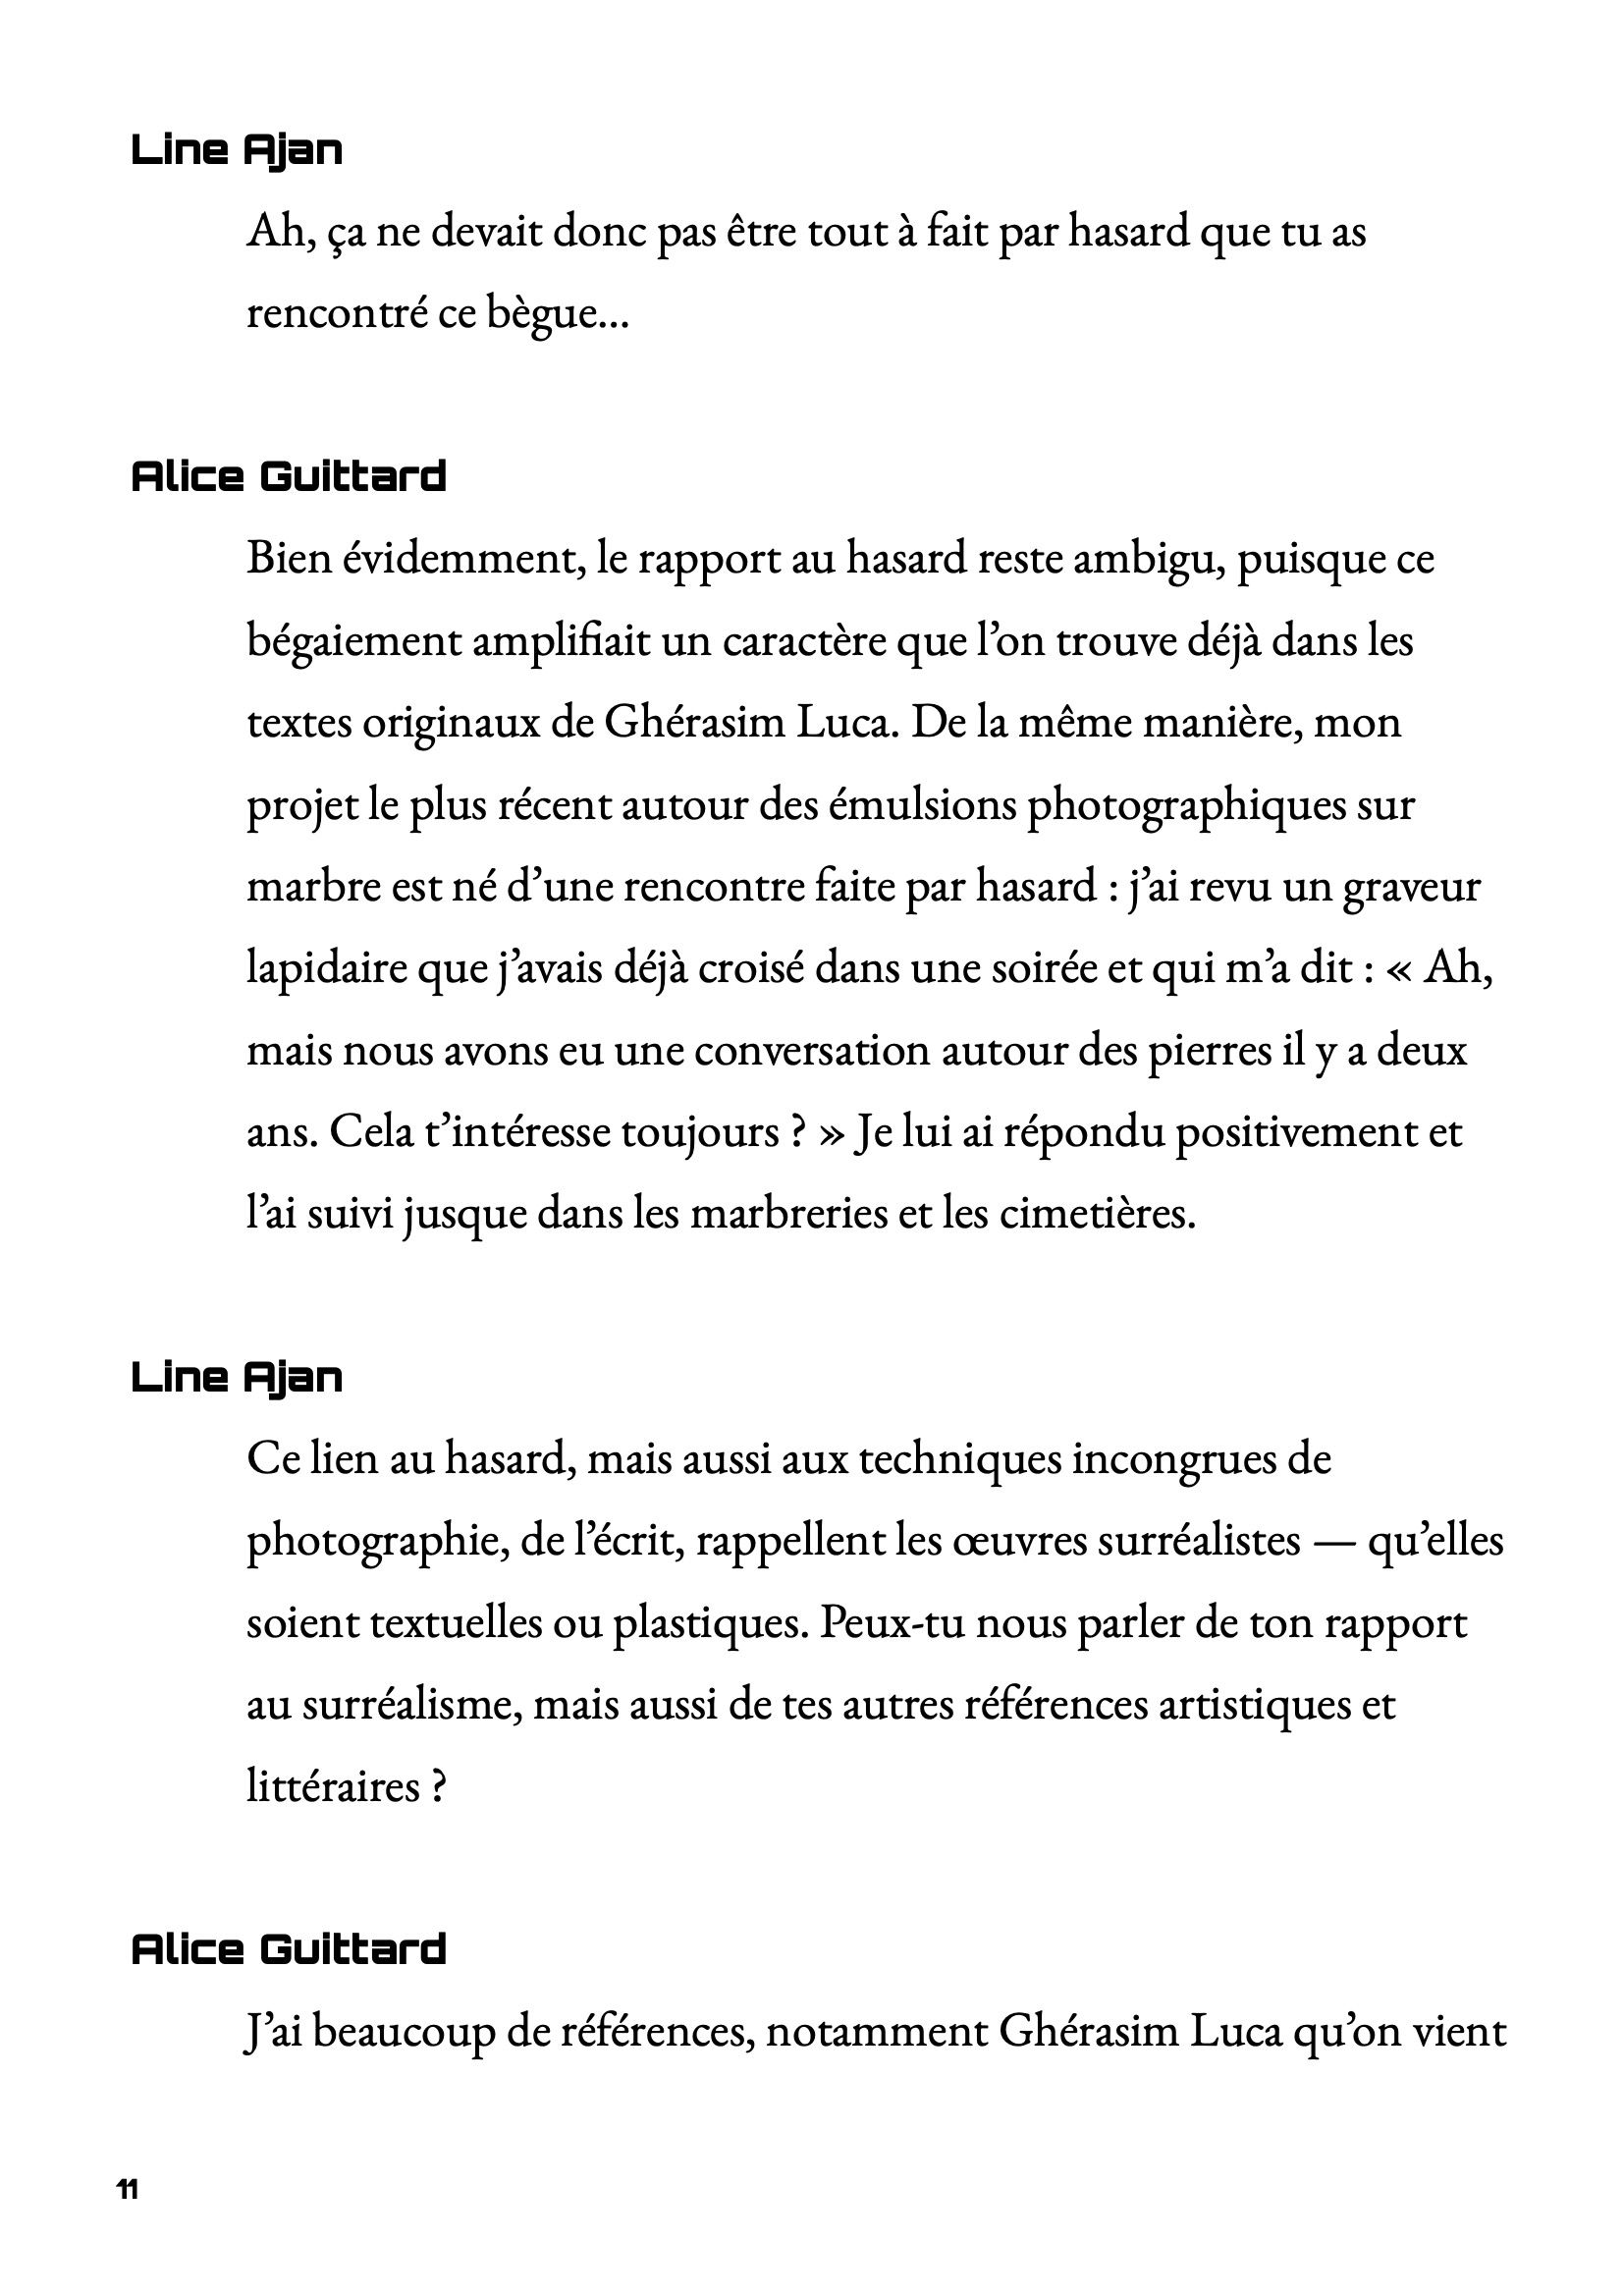 Line Ajan
Ah, ça ne devait donc pas être tout à fait par hasard que tu as
rencontré ce bègue...
Alice Guittard
Bien évidemment, le rapport au hasard reste ambigu, puisque ce
bégaiement amplifiait un caractère que l’on trouve déjà dans les
textes originaux de Ghérasim Luca. De la même manière, mon
projet le plus récent autour des émulsions photographiques sur
marbre est né d’une rencontre faite par hasard : j’ai revu un graveur
lapidaire que j’avais déjà croisé dans une soirée et qui m’a dit : « Ah,
mais nous avons eu une conversation autour des pierres il y a deux
ans. Cela t’intéresse toujours ? » Je lui ai répondu positivement et
l’ai suivi jusque dans les marbreries et les cimetières.
Line Ajan
Ce lien au hasard, mais aussi aux techniques incongrues de
photographie, de l’écrit, rappellent les œuvres surréalistes — qu’elles
soient textuelles ou plastiques. Peux-tu nous parler de ton rapport
au surréalisme, mais aussi de tes autres références artistiques et
littéraires ?
Alice Guittard
J’ai beaucoup de références, notamment Ghérasim Luca qu’on vient
11